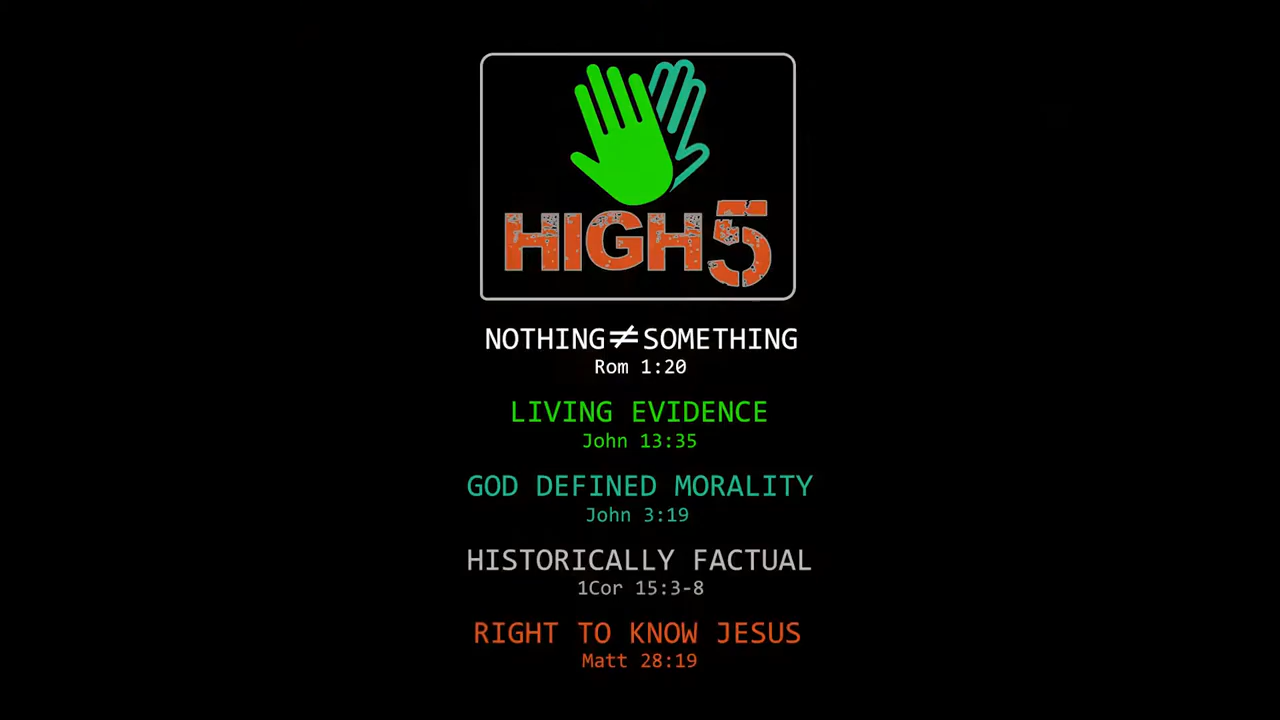 HIGH5
NOTHING≠SOMETHING
Rom 1:20
LIVING EVIDENCE
John 13:35
GOD DEFINED MORALITY
John 3:19
HISTORICALLY FACTUAL
1Cor 15:3-8
RIGHT TO KNOW JESUS
Matt 28:19